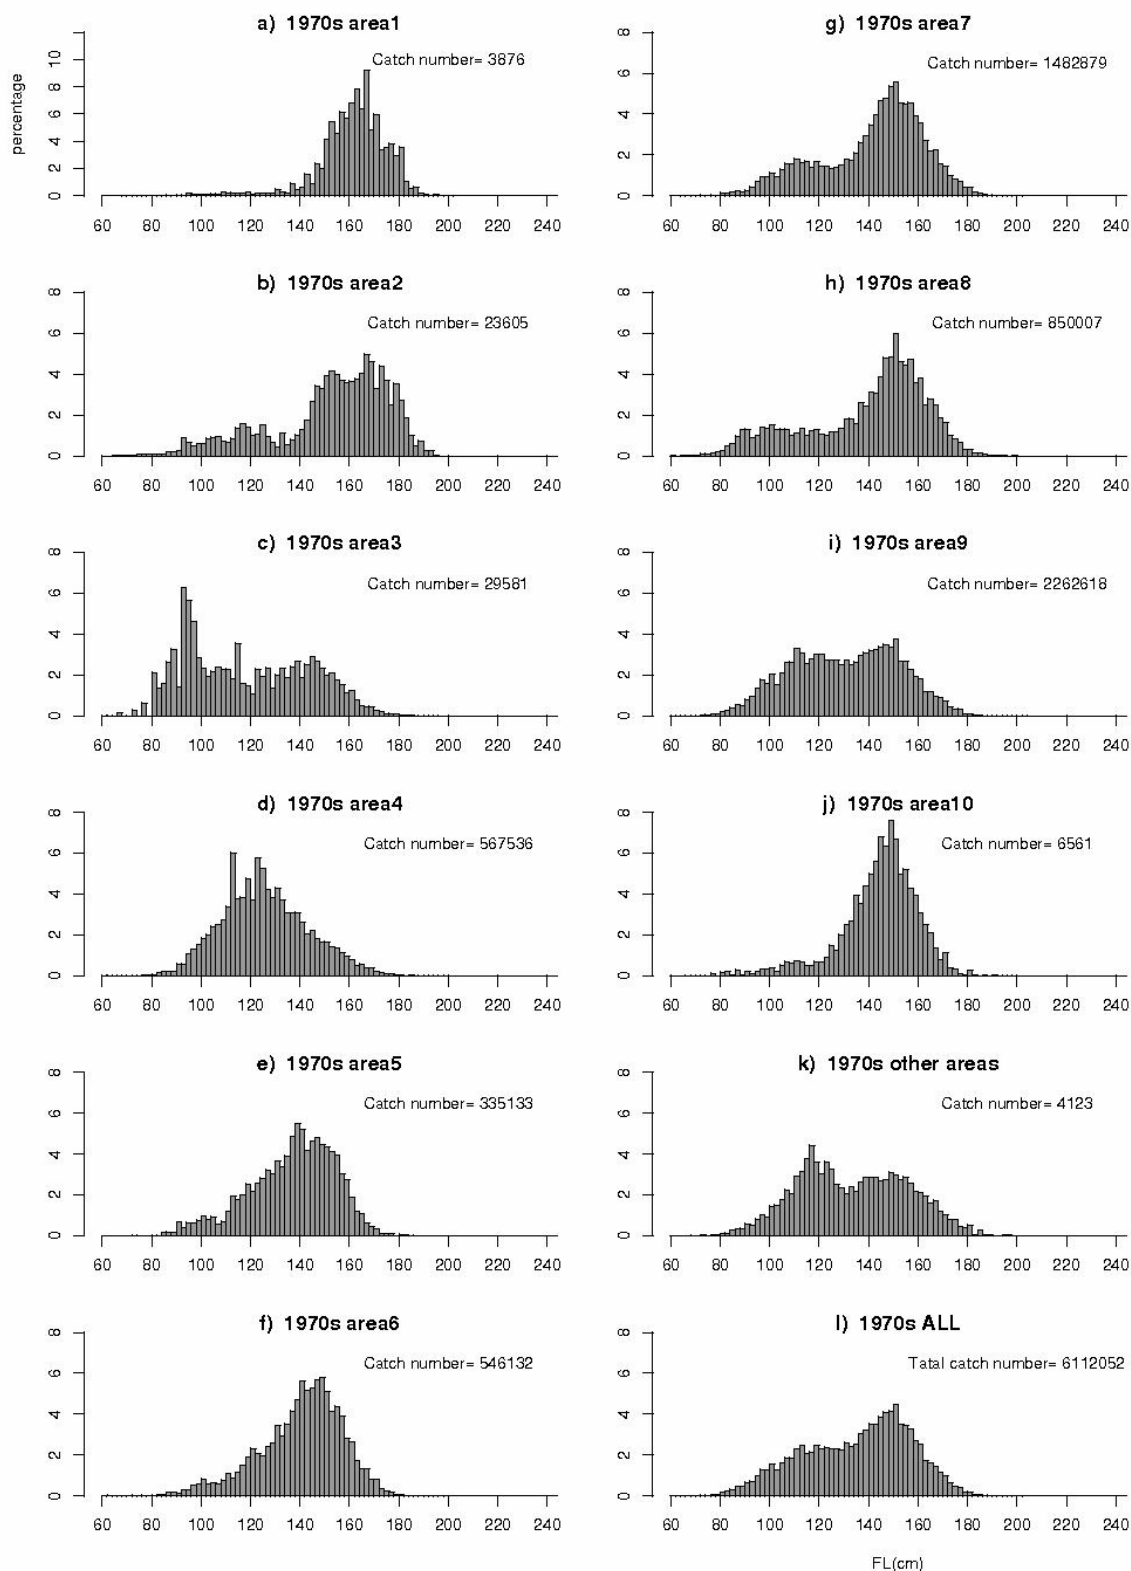 a) 1970s area1
Catch number= 3876
percentage
0 2 4 6 8 10
60 80 100 120 140 160 180 200 220 240
b) 1970s area2
Catch number= 23605
0 2 4 6 8
60 80 100 120 140 160 180 200 220 240
c) 1970s area3
Catch number= 29581
0 2 4 6 8
60 80 100 120 140 160 180 200 220 240
d) 1970s area4
Catch number= 567536
0 2 4 6 8
60 80 100 120 140 160 180 200 220 240
e) 1970s area5
Catch number= 335133
0 2 4 6 8
60 80 100 120 140 160 180 200 220 240
f) 1970s area6
Catch number= 546132
0 2 4 6 8
60 80 100 120 140 160 180 200 220 240
g) 1970s area7
Catch number= 1482879
0 2 4 6 8
60 80 100 120 140 160 180 200 220 240
h) 1970s area8
Catch number= 850007
0 2 4 6 8
60 80 100 120 140 160 180 200 220 240
i) 1970s area9
Catch number= 2262618
0 2 4 6 8
60 80 100 120 140 160 180 200 220 240
j) 1970s area10
Catch number= 6561
0 2 4 6 8
60 80 100 120 140 160 180 200 220 240
k) 1970s other areas
Catch number= 4123
0 2 4 6 8
60 80 100 120 140 160 180 200 220 240
l) 1970s ALL
Tatal catch number= 6112052
0 2 4 6 8
60 80 100 120 140 160 180 200 220 240
FL(cm)